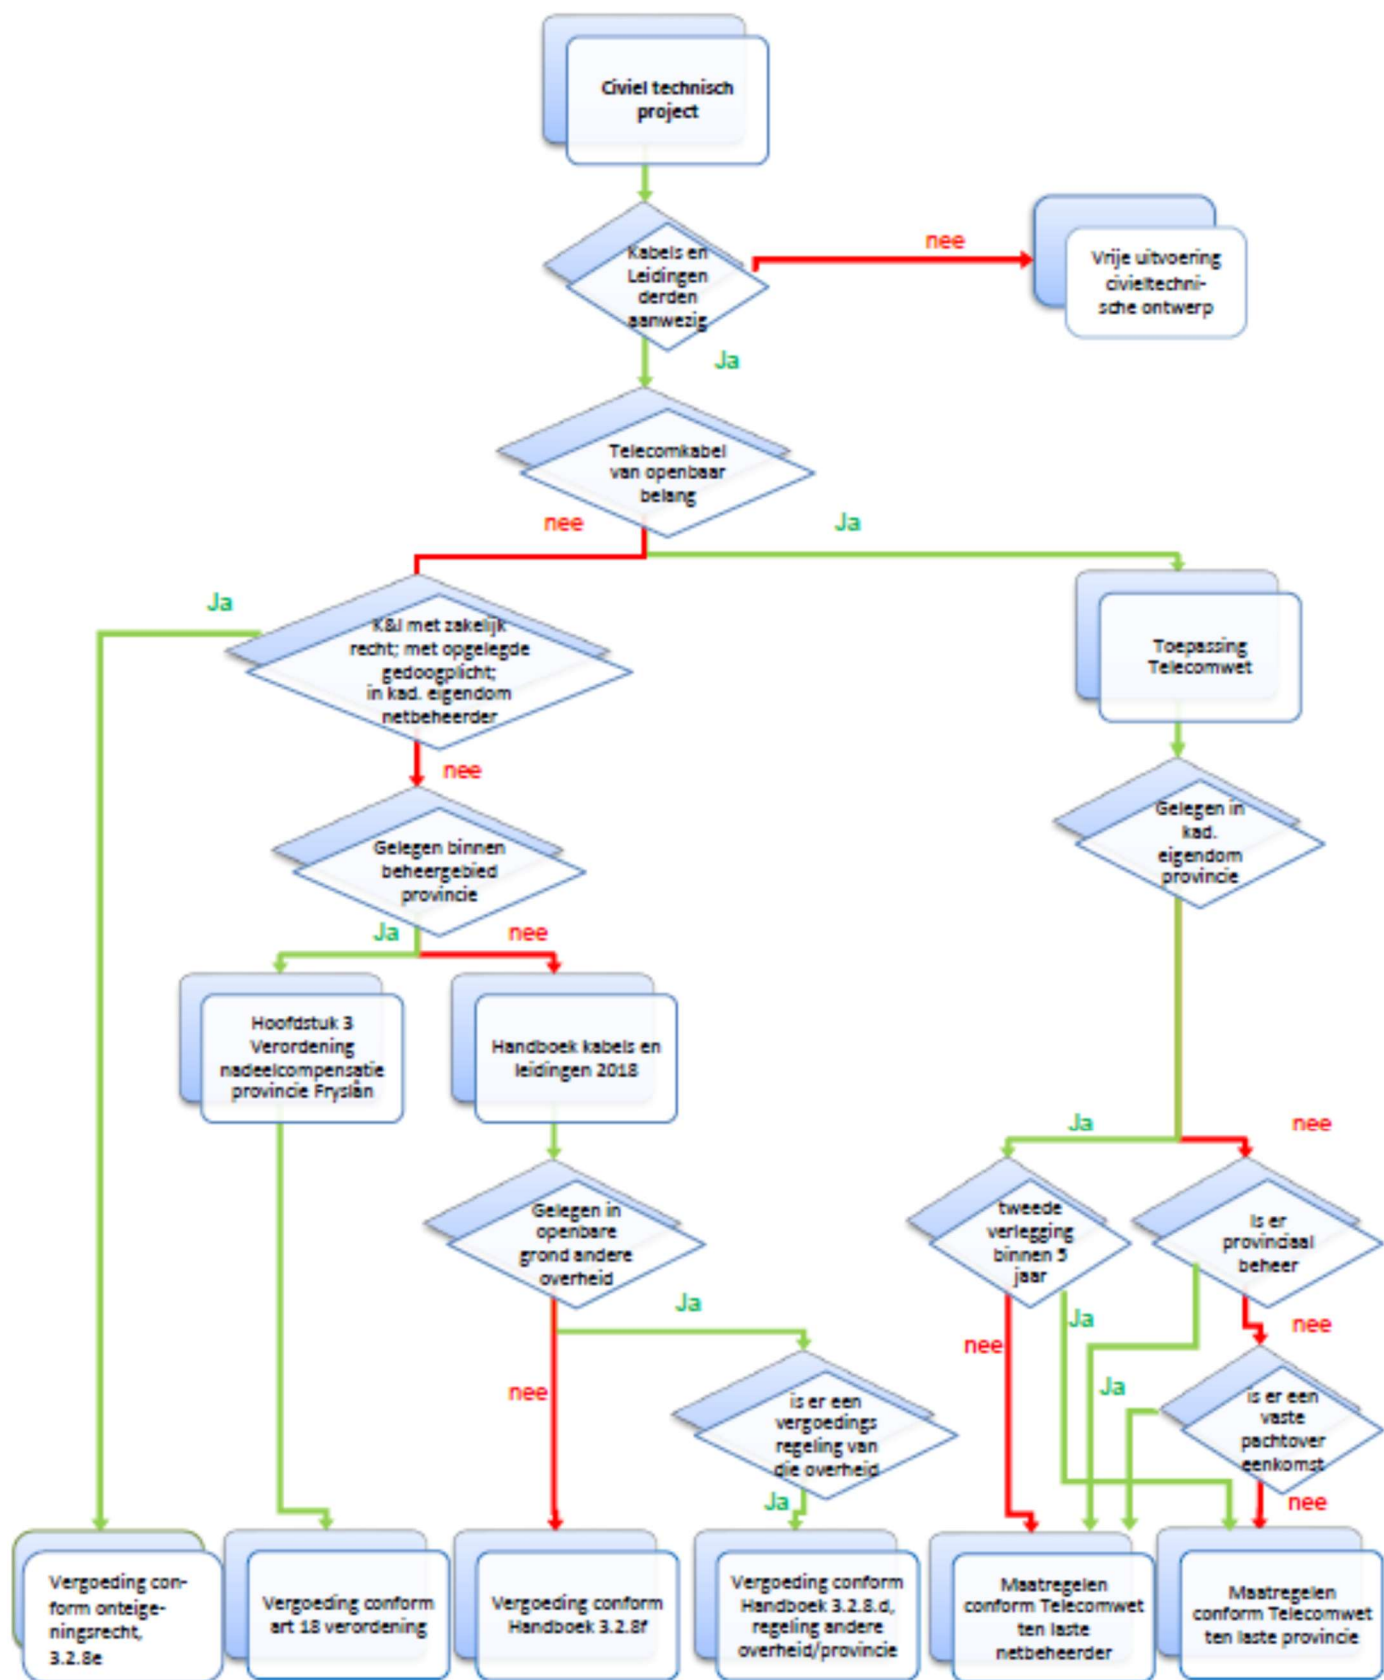 Civiel technisch
project
Kabels en
Leidingen
derden
aanwezig
nee
Vrije uitvoering
civieltechni-
sche ontwerp
Ja
Telecomkabel
van openbaar
belang
nee
Ja
Ja
K&l met zakelijk
recht; met opgelegde
gedoogplicht;
in kad. eigendom
netbeheerder
Toepassing
Telecomwet
nee
Gelegen binnen
beheergebied
provincie
Gelegen in
kad.
eigendom
provincie
Ja
nee
Hoofdstuk 3
Verordening
nadeelcompensatie
provincie Fryslân
Handboek kabels en
leidingen 2018
Ja
nee
Gelegen in
openbare
grond andere
overheid
tweede
verlegging
binnen 5
jaar
Is er
provinciaal
beheer
Ja
nee
Ja
nee
nee
Ja
is er een
vergoedings
regeling van
die overheid
is er een
vaste
pachtover
eenkomst
Ja
nee
Vergoeding con-
form onteige-
ningsrecht,
3.2.8e
Vergoeding conform
art 18 verordening
Vergoeding conform
Handboek 3.2.8f
Vergoeding conform
Handboek 3.2.8.d,
regeling andere
overheid/provincie
Maatregelen
conform Telecomwet
ten laste
netbeheerder
Maatregelen
conform Telecomwet
ten laste provincie